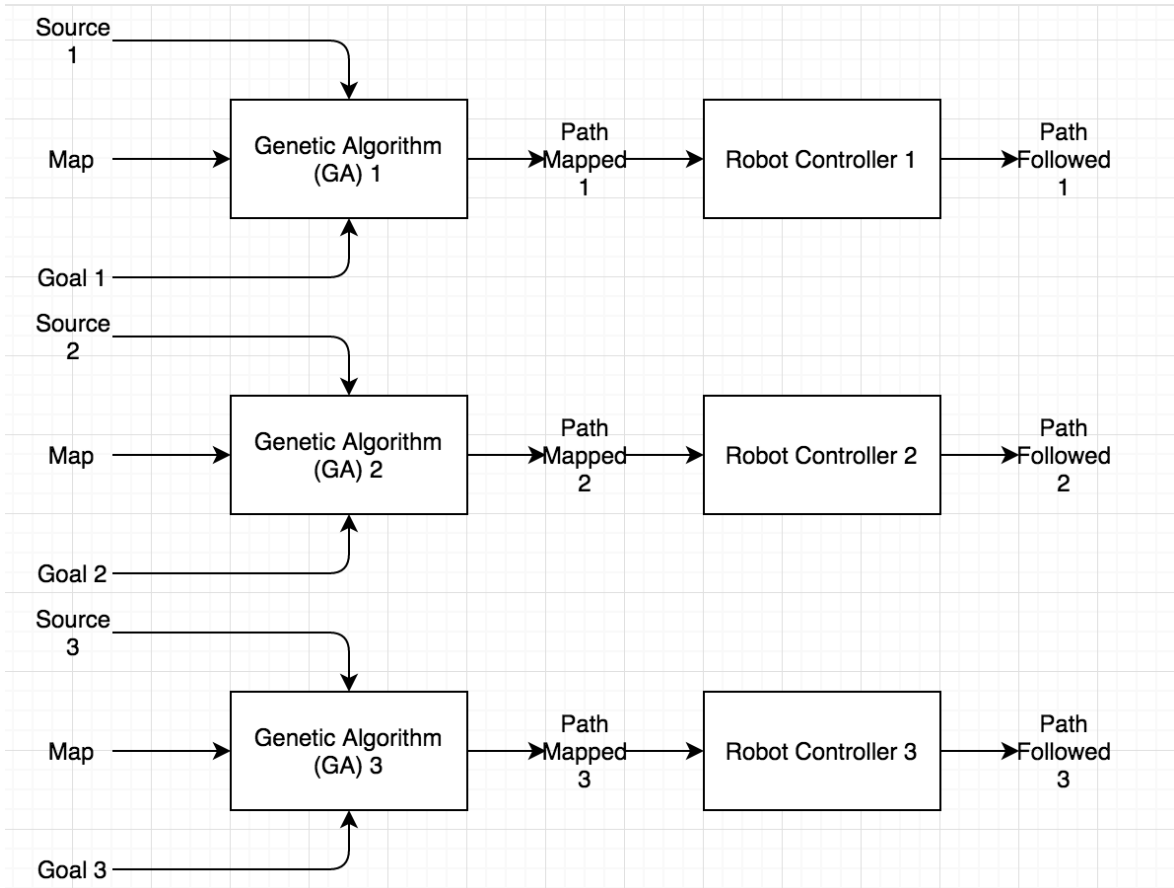 Source
1
Map
Genetic Algorithm
(GA) 1
Path
Mapped
1
Robot Controller 1
Path
Followed
1
Goal 1
Source
2
Map
Genetic Algorithm
(GA) 2
Path
Mapped
2
Robot Controller 2
Path
Followed
2
Goal 2
Source
3
Map
Genetic Algorithm
(GA) 3
Path
Mapped
3
Robot Controller 3
Path
Followed
3
Goal 3